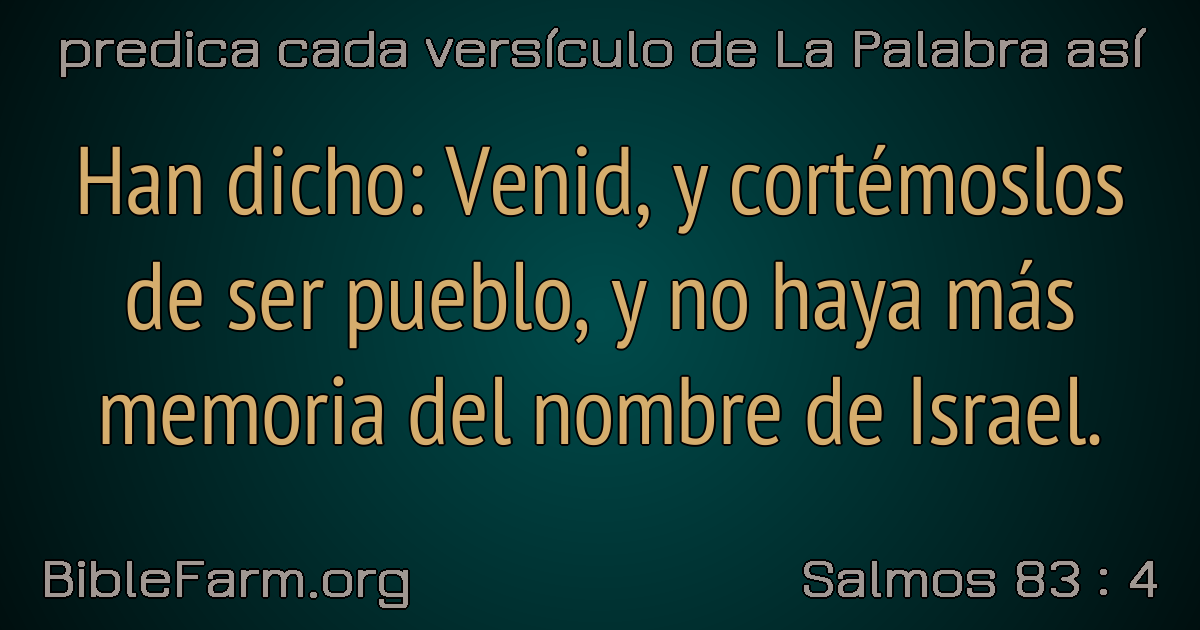 predica cada versículo de La Palabra así
Han dicho: Venid, y cortémoslos
de ser pueblo, y no haya más
memoria del nombre de Israel.
BibleFarm.org
Salmos 83 : 4